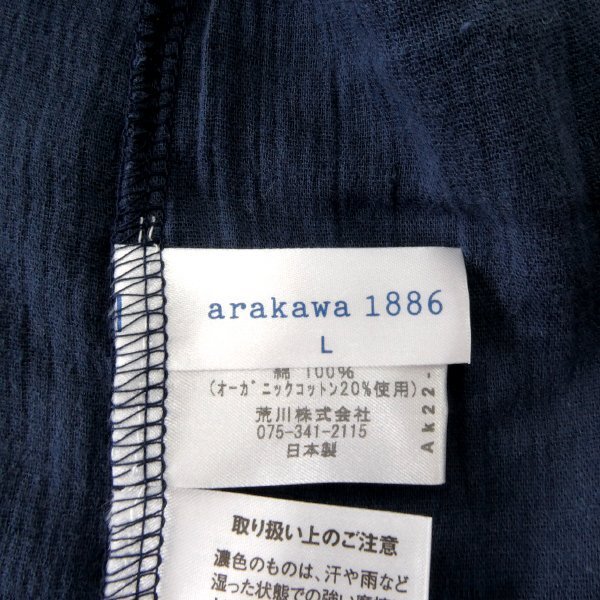 arakawa 1886
L
綿 100%
(オーガニックコットン20%使用)
荒川株式会社
075-341-2115
日本製
Ak22-
取り扱い上のご注意
濃色のものは、汗や雨など
湿った状態での強い摩擦